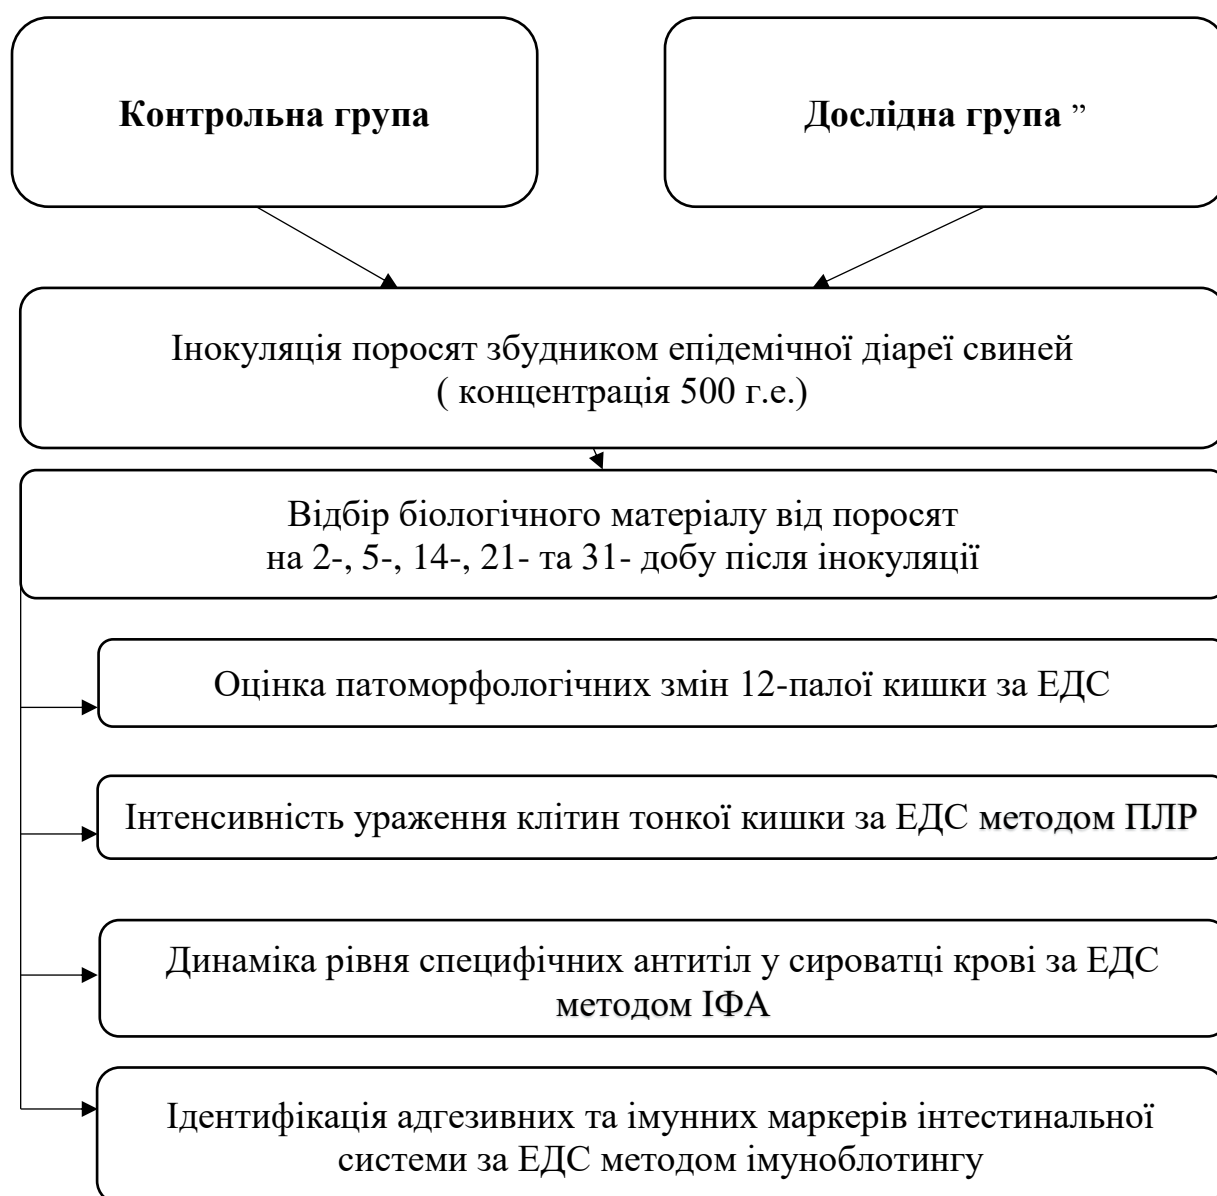 Контрольна група
Дослідна група ”
Інокуляція поросят збудником епідемічної діареї свиней
( концентрація 500 г.е.)
Відбір біологічного матеріалу від поросят
на 2-, 5-, 14-, 21- та 31- добу після інокуляції
Оцінка патоморфологічних змін 12-палої кишки за ЕДС
Інтенсивність ураження клітин тонкої кишки за ЕДС методом ПЛР
Динаміка рівня специфічних антитіл у сироватці крові за ЕДС
методом ІФА
Ідентифікація адгезивних та імунних маркерів інтестинальної
системи за ЕДС методом імуноблотингу